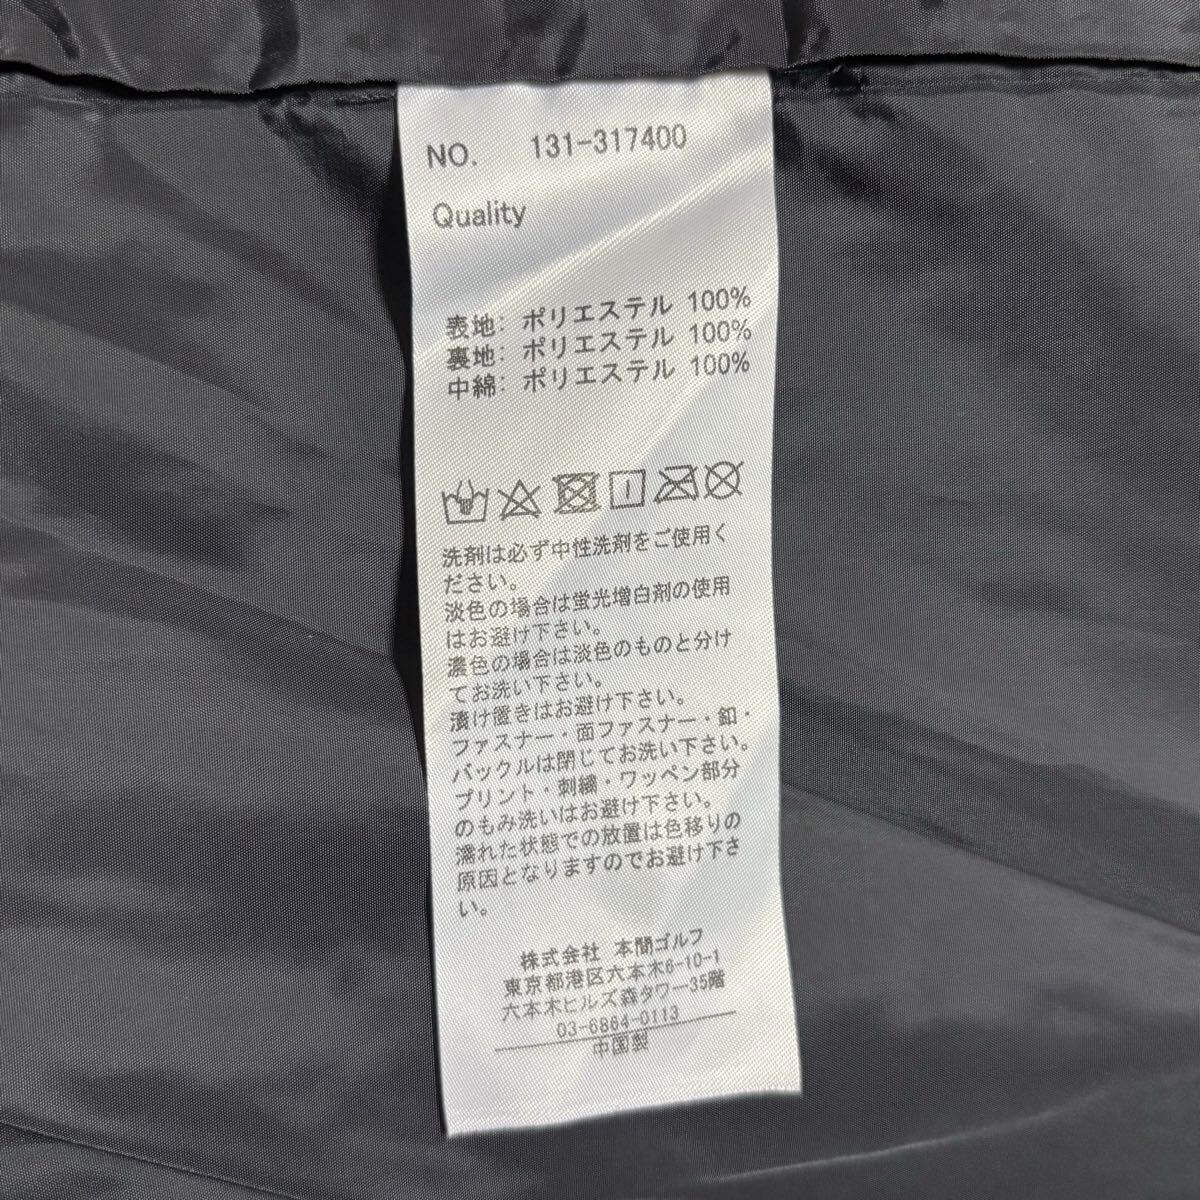 NO. 131-317400
Quality
表地: ポリエステル 100%
裏地: ポリエステル 100%
中綿: ポリエステル 100%
洗剤は必ず中性洗剤をご使用く
ださい。
淡色の場合は蛍光増白剤の使用
はお避け下さい。
濃色の場合は淡色のものと分け
てお洗い下さい。
漬け置きはお避け下さい。
ファスナー・面ファスナー・釦・
バックルは閉じてお洗い下さい。
プリント・刺繍・ワッペン部分
のもみ洗いはお避け下さい。
濡れた状態での放置は色移りの
原因となりますのでお避け下さ
い。
株式会社 本間ゴルフ
東京都港区六本木6-10-1
六本木ヒルズ森タワー35階
03-6864-0113
中国製